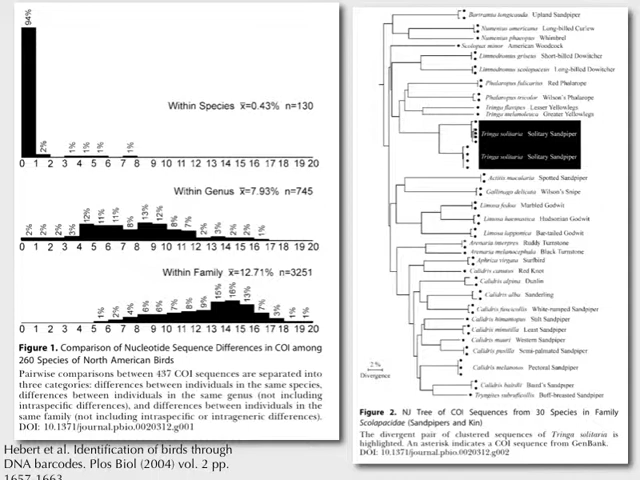 94%
2%
1%
1%
1%
1%
Within Species x̄=0.43% n=130
0 1 2 3 4 5 6 7 8 9 10 11 12 13 14 15 16 17 18 19 20
Within Genus x̄=7.93% n=745
2% 2% 2% 3% 12% 11% 11% 8% 13% 12% 8% 7% 2% 3% 2% 2% 1%
0 1 2 3 4 5 6 7 8 9 10 11 12 13 14 15 16 17 18 19 20
Within Family x̄=12.71% n=3251
1% 2% 4% 6% 6% 7% 8% 9% 15% 16% 13% 7% 3% 1% 1%
0 1 2 3 4 5 6 7 8 9 10 11 12 13 14 15 16 17 18 19 20
Figure 1. Comparison of Nucleotide Sequence Differences in COI among
260 Species of North American Birds
Pairwise comparisons between 437 COI sequences are separated into
three categories: differences between individuals in the same species,
differences between individuals in the same genus (not including
intraspecific differences), and differences between individuals in the
same family (not including intraspecific or intrageneric differences).
DOI: 10.1371/journal.pbio.0020312.g001
Hebert et al. Identification of birds through
DNA barcodes. Plos Biol (2004) vol. 2 pp.
1657-1663
Bartramia longicauda Upland Sandpiper
Numenius americanus Long-billed Curlew
Numenius phaeopus Whimbrel
Scolopax minor American Woodcock
Limnodromus griseus Short-billed Dowitcher
Limnodromus scolopaceus Long-billed Dowitcher
Phalaropus fulicarius Red Phalarope
Phalaropus tricolor Wilson's Phalarope
Tringa flavipes Lesser Yellowlegs
Tringa melanoleuca Greater Yellowlegs
Tringa solitaria Solitary Sandpiper
Tringa solitaria Solitary Sandpiper
Actitis macularia Spotted Sandpiper
Gallinago delicata Wilson's Snipe
Limosa fedoa Marbled Godwit
Limosa haemastica Hudsonian Godwit
Limosa lapponica Bar-tailed Godwit
Arenaria interpres Ruddy Turnstone
Arenaria melanocephala Black Turnstone
Aphriza virgata Surfbird
Calidris canutus Red Knot
Calidris alpina Dunlin
Calidris alba Sanderling
Calidris fuscicollis White-rumped Sandpiper
Calidris himantopus Stilt Sandpiper
Calidris minutilla Least Sandpiper
Calidris mauri Western Sandpiper
Calidris pusilla Semi-palmated Sandpiper
Calidris melanotos Pectoral Sandpiper
Calidris bairdii Baird's Sandpiper
Tryngites subruficollis Buff-breasted Sandpiper
2 %
Divergence
Figure 2. NJ Tree of COI Sequences from 30 Species in Family
Scolopacidae (Sandpipers and Kin)
The divergent pair of clustered sequences of Tringa solitaria is
highlighted. An asterisk indicates a COI sequence from GenBank.
DOI: 10.1371/journal.pbio.0020312.g002